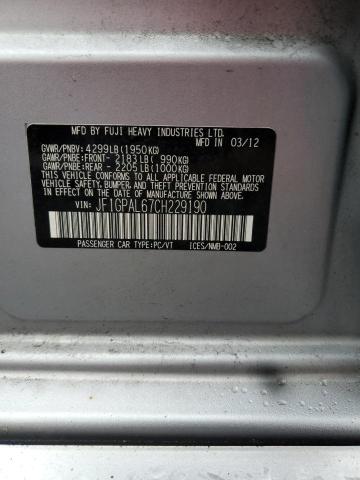 MFD BY FUJI HEAVY INDUSTRIES LTD.
MFD IN 03/12
GVWR/PNBV: 4299LB (1950KG)
GAWR/PNBE:FRONT- 2183LB ( 990KG)
GAWR/PNBE:REAR - 2205LB (1000KG)
THIS VEHICLE CONFORMS TO ALL APPLICABLE FEDERAL MOTOR
VEHICLE SAFETY, BUMPER, AND THEFT PREVENTION STANDARDS
IN EFFECT ON THE DATE OF MANUFACTURE SHOWN ABOVE.
VIN: JF1GPAL67CH229190
PASSENGER CAR TYPE:PC/VT ICES/NMB-002